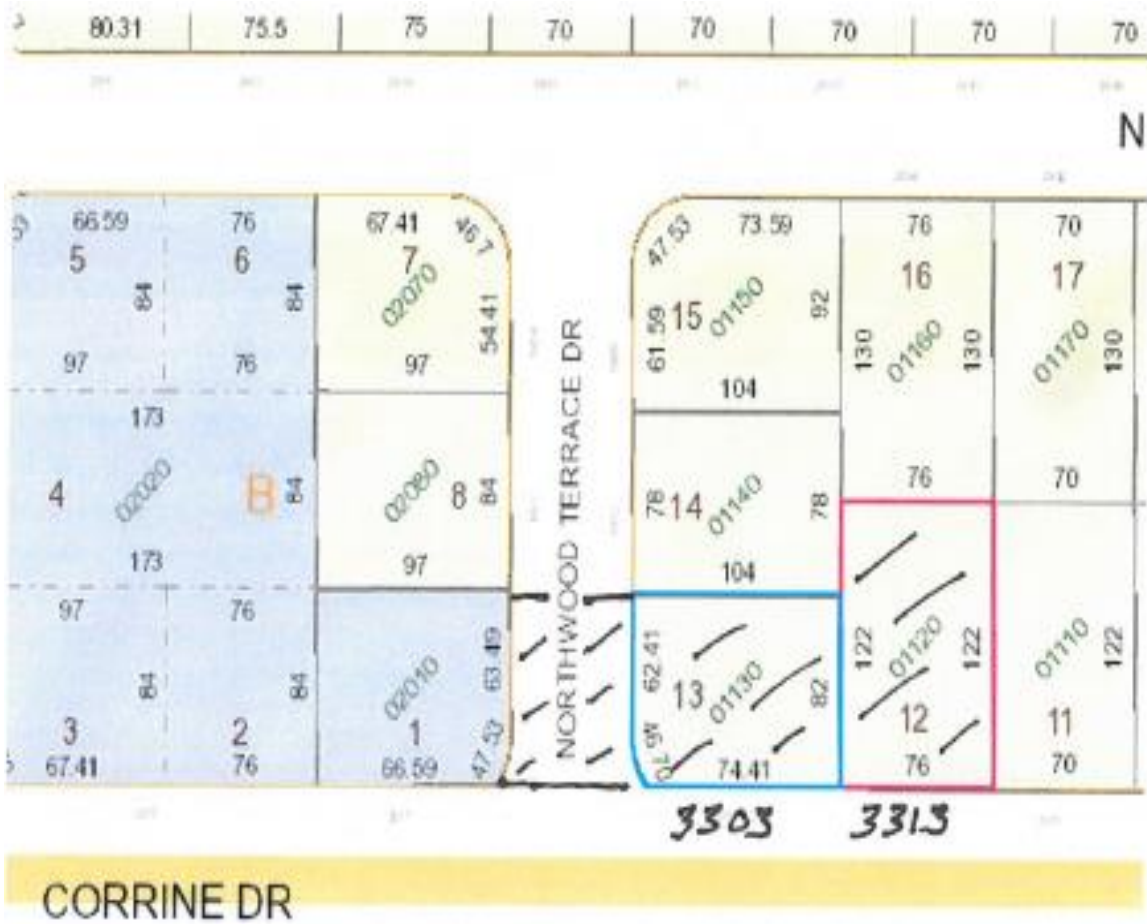 80.31 75.5 75 70 70 70 70 70
N
66.59 76 67.41 46.7 47.53 73.59 76 70
5 6 7 15 16 17
84 84 02070 54.41 61.59 01150 92 130 01160 130 01170 130
97 76 97 104
173 76 70
4 02020 B 84 02080 8 84 78 14 01140 78
173 97 104
NORTHWOOD TERRACE DR
97 76
84 84 02010 63.49 62.41 13 01130 82 122 01120 122 01110 122
3 2 1 47.53 46.70 12 11
67.41 76 66.59 74.41 76 70
3303 3313
CORRINE DR